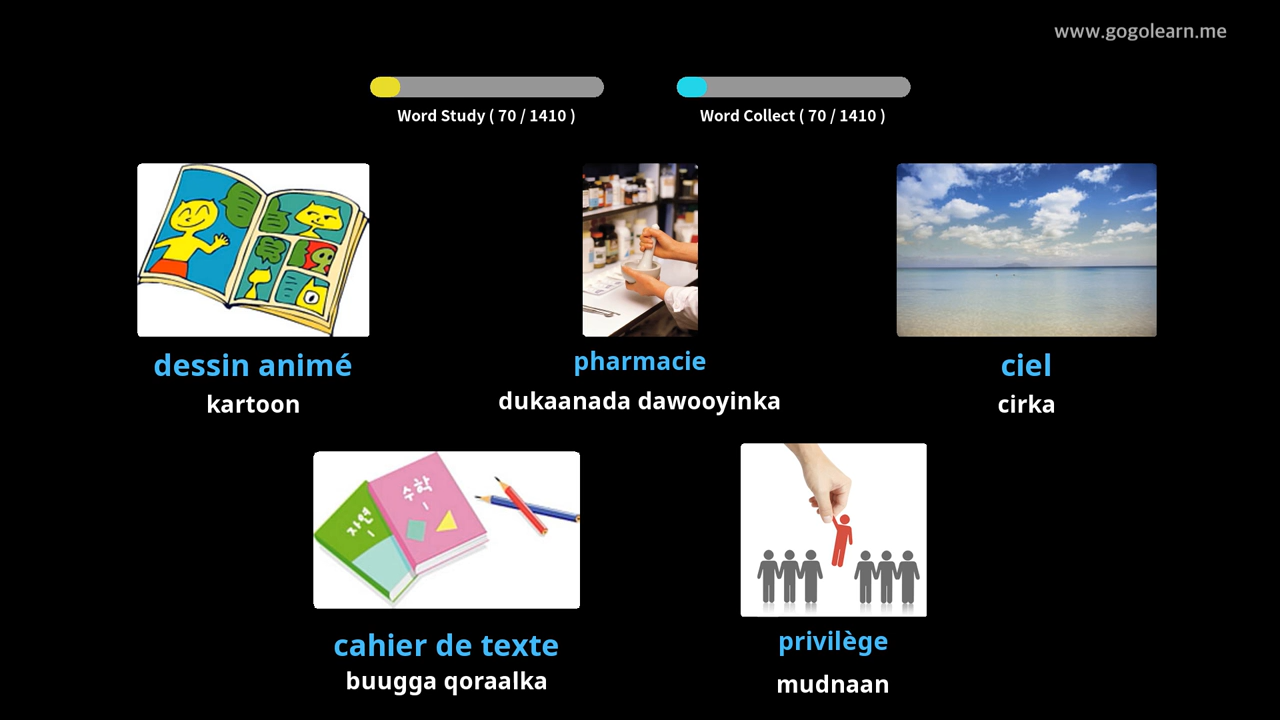 www.gogolearn.me
Word Study ( 70 / 1410 )
Word Collect ( 70 / 1410 )
dessin animé
kartoon
pharmacie
dukaanada dawooyinka
ciel
cirka
자연
수학
cahier de texte
buugga qoraalka
privilège
mudnaan